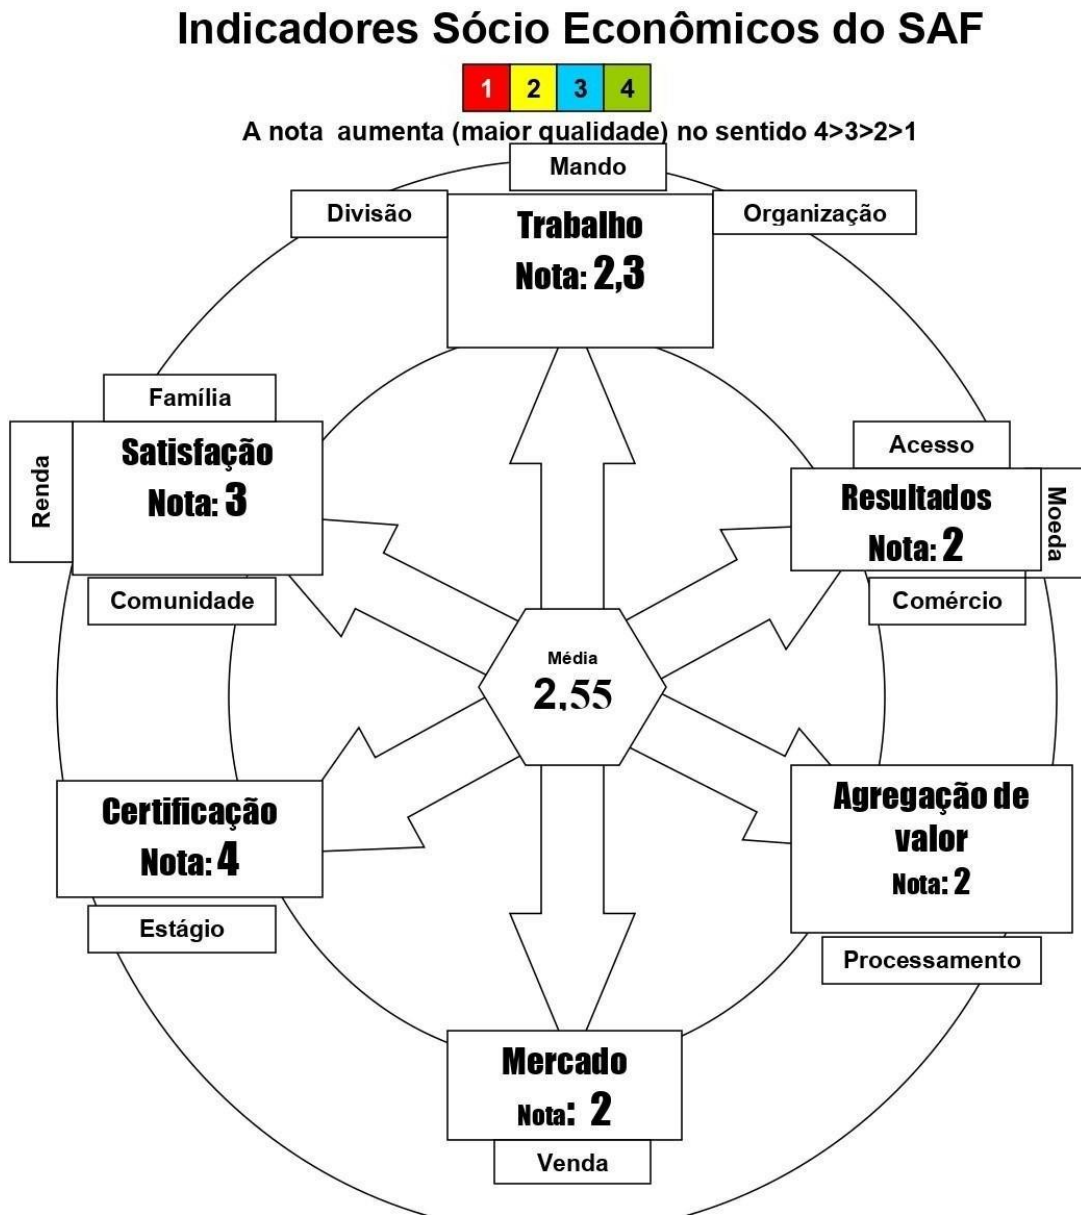 Indicadores Sócio Econômicos do SAF
1 2 3 4
A nota aumenta (maior qualidade) no sentido 4>3>2>1
Mando
Divisão
Organização
Trabalho
Nota: 2,3
Família
Renda
Satisfação
Nota: 3
Comunidade
Acesso
Resultados
Nota: 2
Moeda
Comércio
Média
2,55
Certificação
Nota: 4
Estágio
Agregação de
valor
Nota: 2
Processamento
Mercado
Nota: 2
Venda